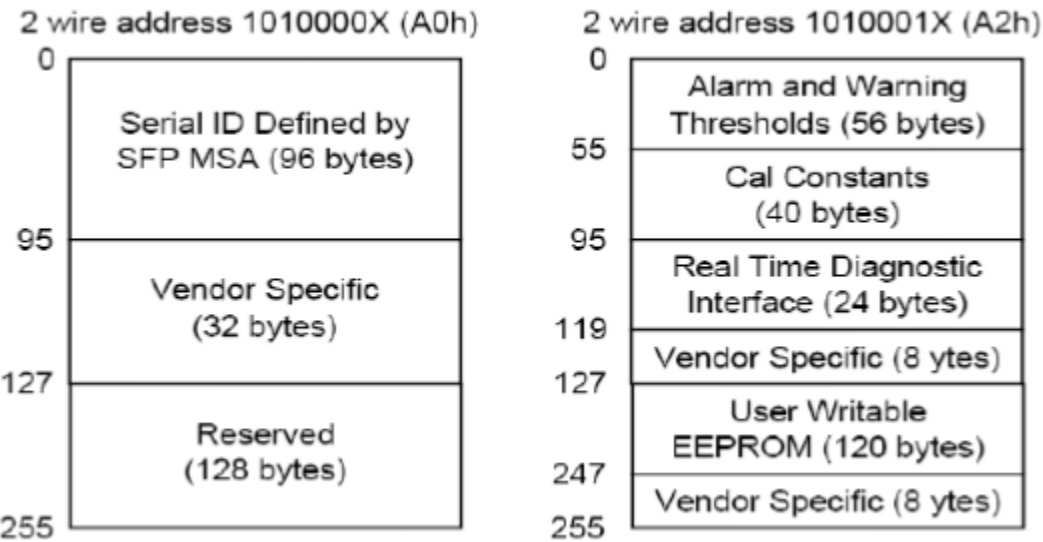 2 wire address 1010000X (A0h)
0
Serial ID Defined by
SFP MSA (96 bytes)
95
Vendor Specific
(32 bytes)
127
Reserved
(128 bytes)
255
2 wire address 1010001X (A2h)
0
Alarm and Warning
Thresholds (56 bytes)
55
Cal Constants
(40 bytes)
95
Real Time Diagnostic
Interface (24 bytes)
119
Vendor Specific (8 ytes)
127
User Writable
EEPROM (120 bytes)
247
Vendor Specific (8 ytes)
255